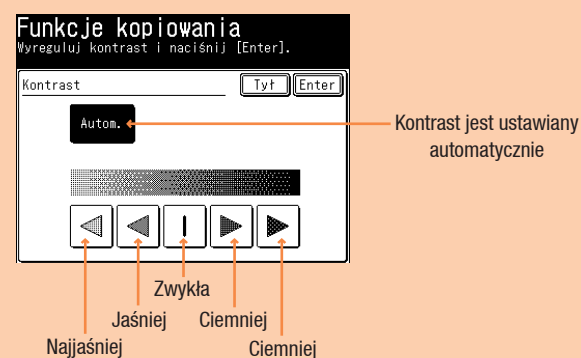 Funkcje kopiowania
Wyreguluj kontrast i naciśnij [Enter].
Kontrast
Tył
Enter
Autom.
Kontrast jest ustawiany
automatycznie
Zwykła
Jaśniej
Ciemniej
Najjaśniej
Ciemniej